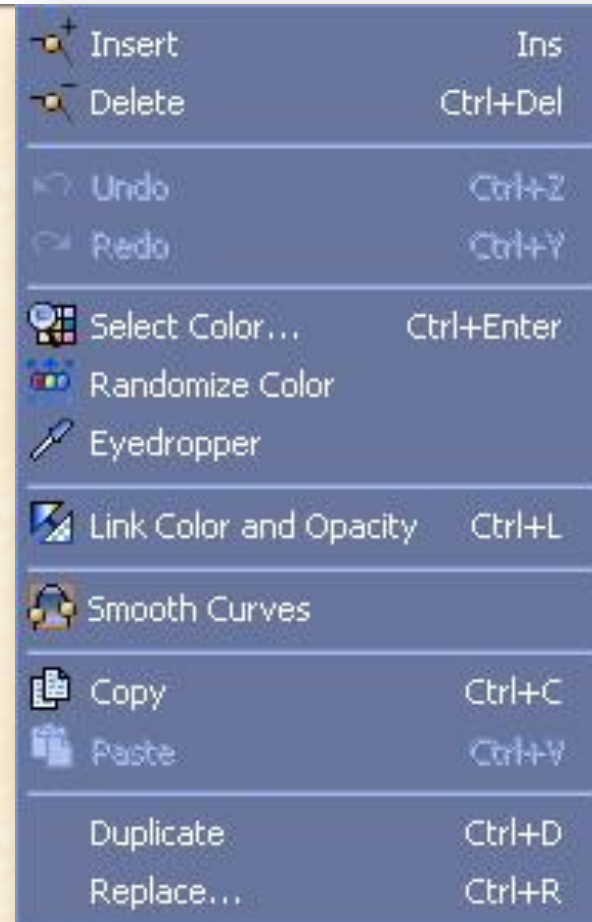 Insert Ins
Delete Ctrl+Del
Undo Ctrl+Z
Redo Ctrl+Y
Select Color... Ctrl+Enter
Randomize Color
Eyedropper
Link Color and Opacity Ctrl+L
Smooth Curves
Copy Ctrl+C
Paste Ctrl+V
Duplicate Ctrl+D
Replace... Ctrl+R